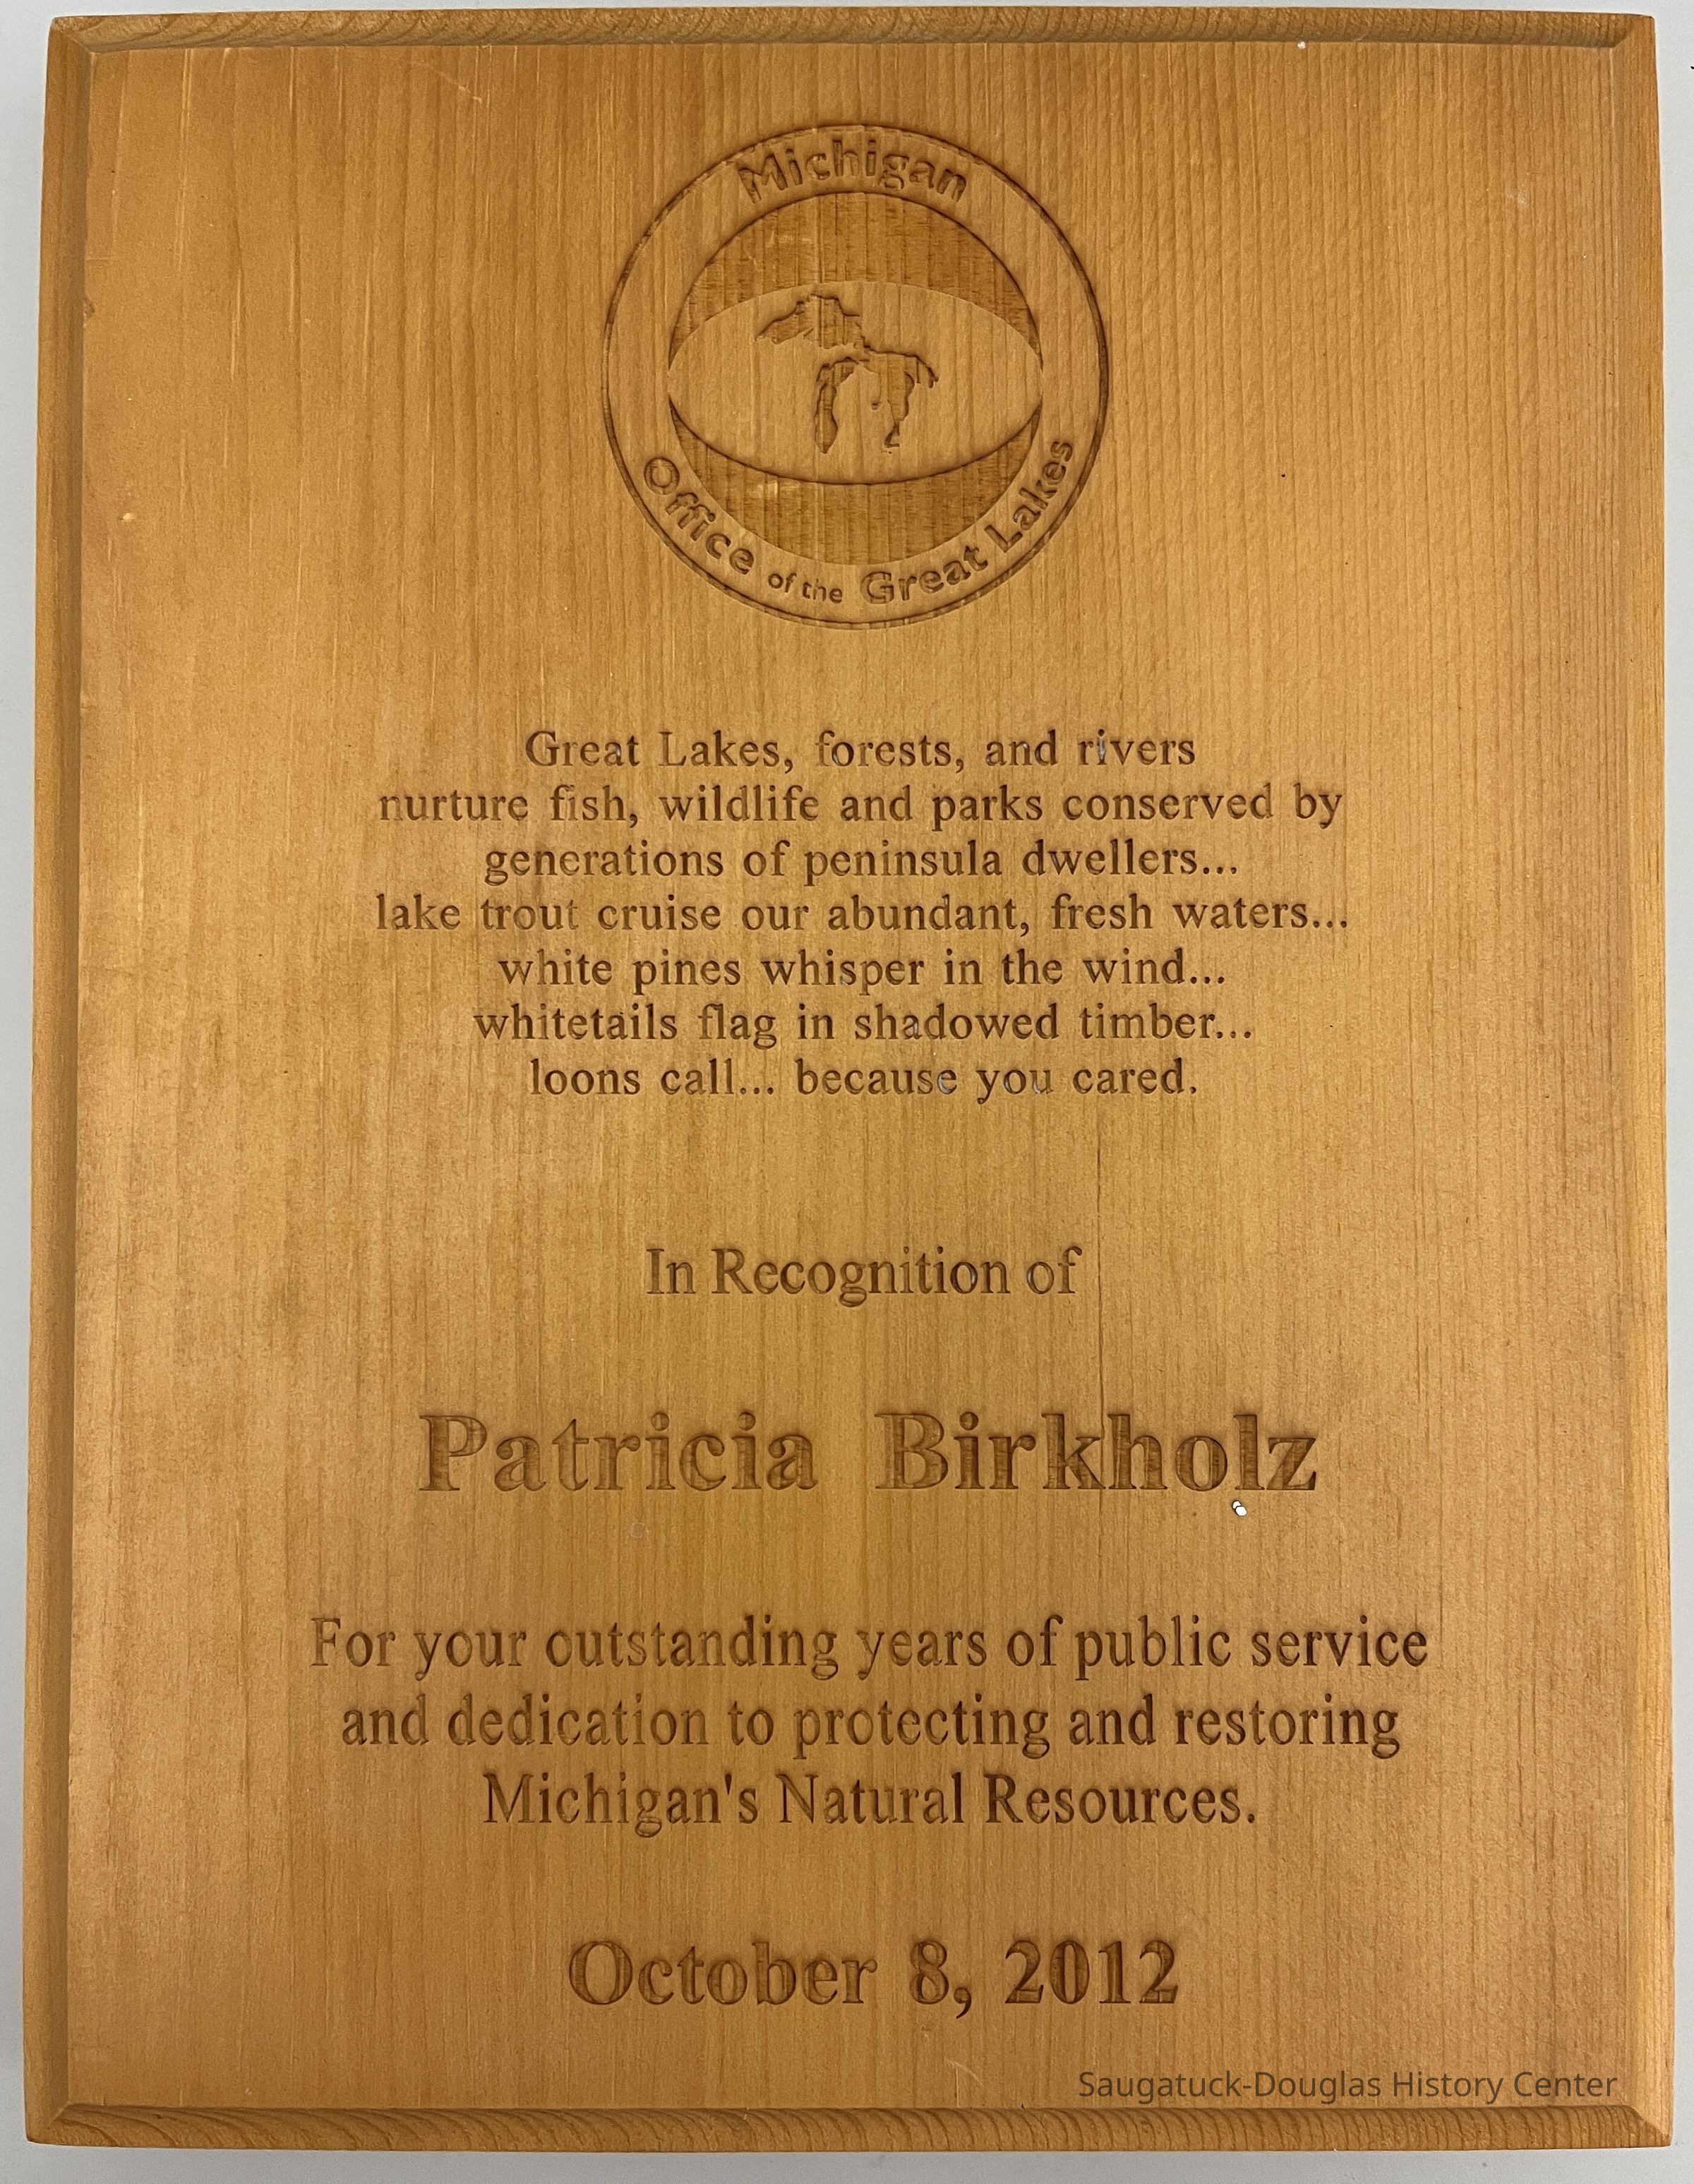 Michigan
Office of the Great Lakes
Great Lakes, forests, and rivers
nurture fish, wildlife and parks conserved by
generations of peninsula dwellers...
lake trout cruise our abundant, fresh waters...
white pines whisper in the wind...
whitetails flag in shadowed timber...
loons call... because you cared.
In Recognition of
Patricia Birkholz
For your outstanding years of public service
and dedication to protecting and restoring
Michigan's Natural Resources.
October 8, 2012
Saugatuck-Douglas History Center